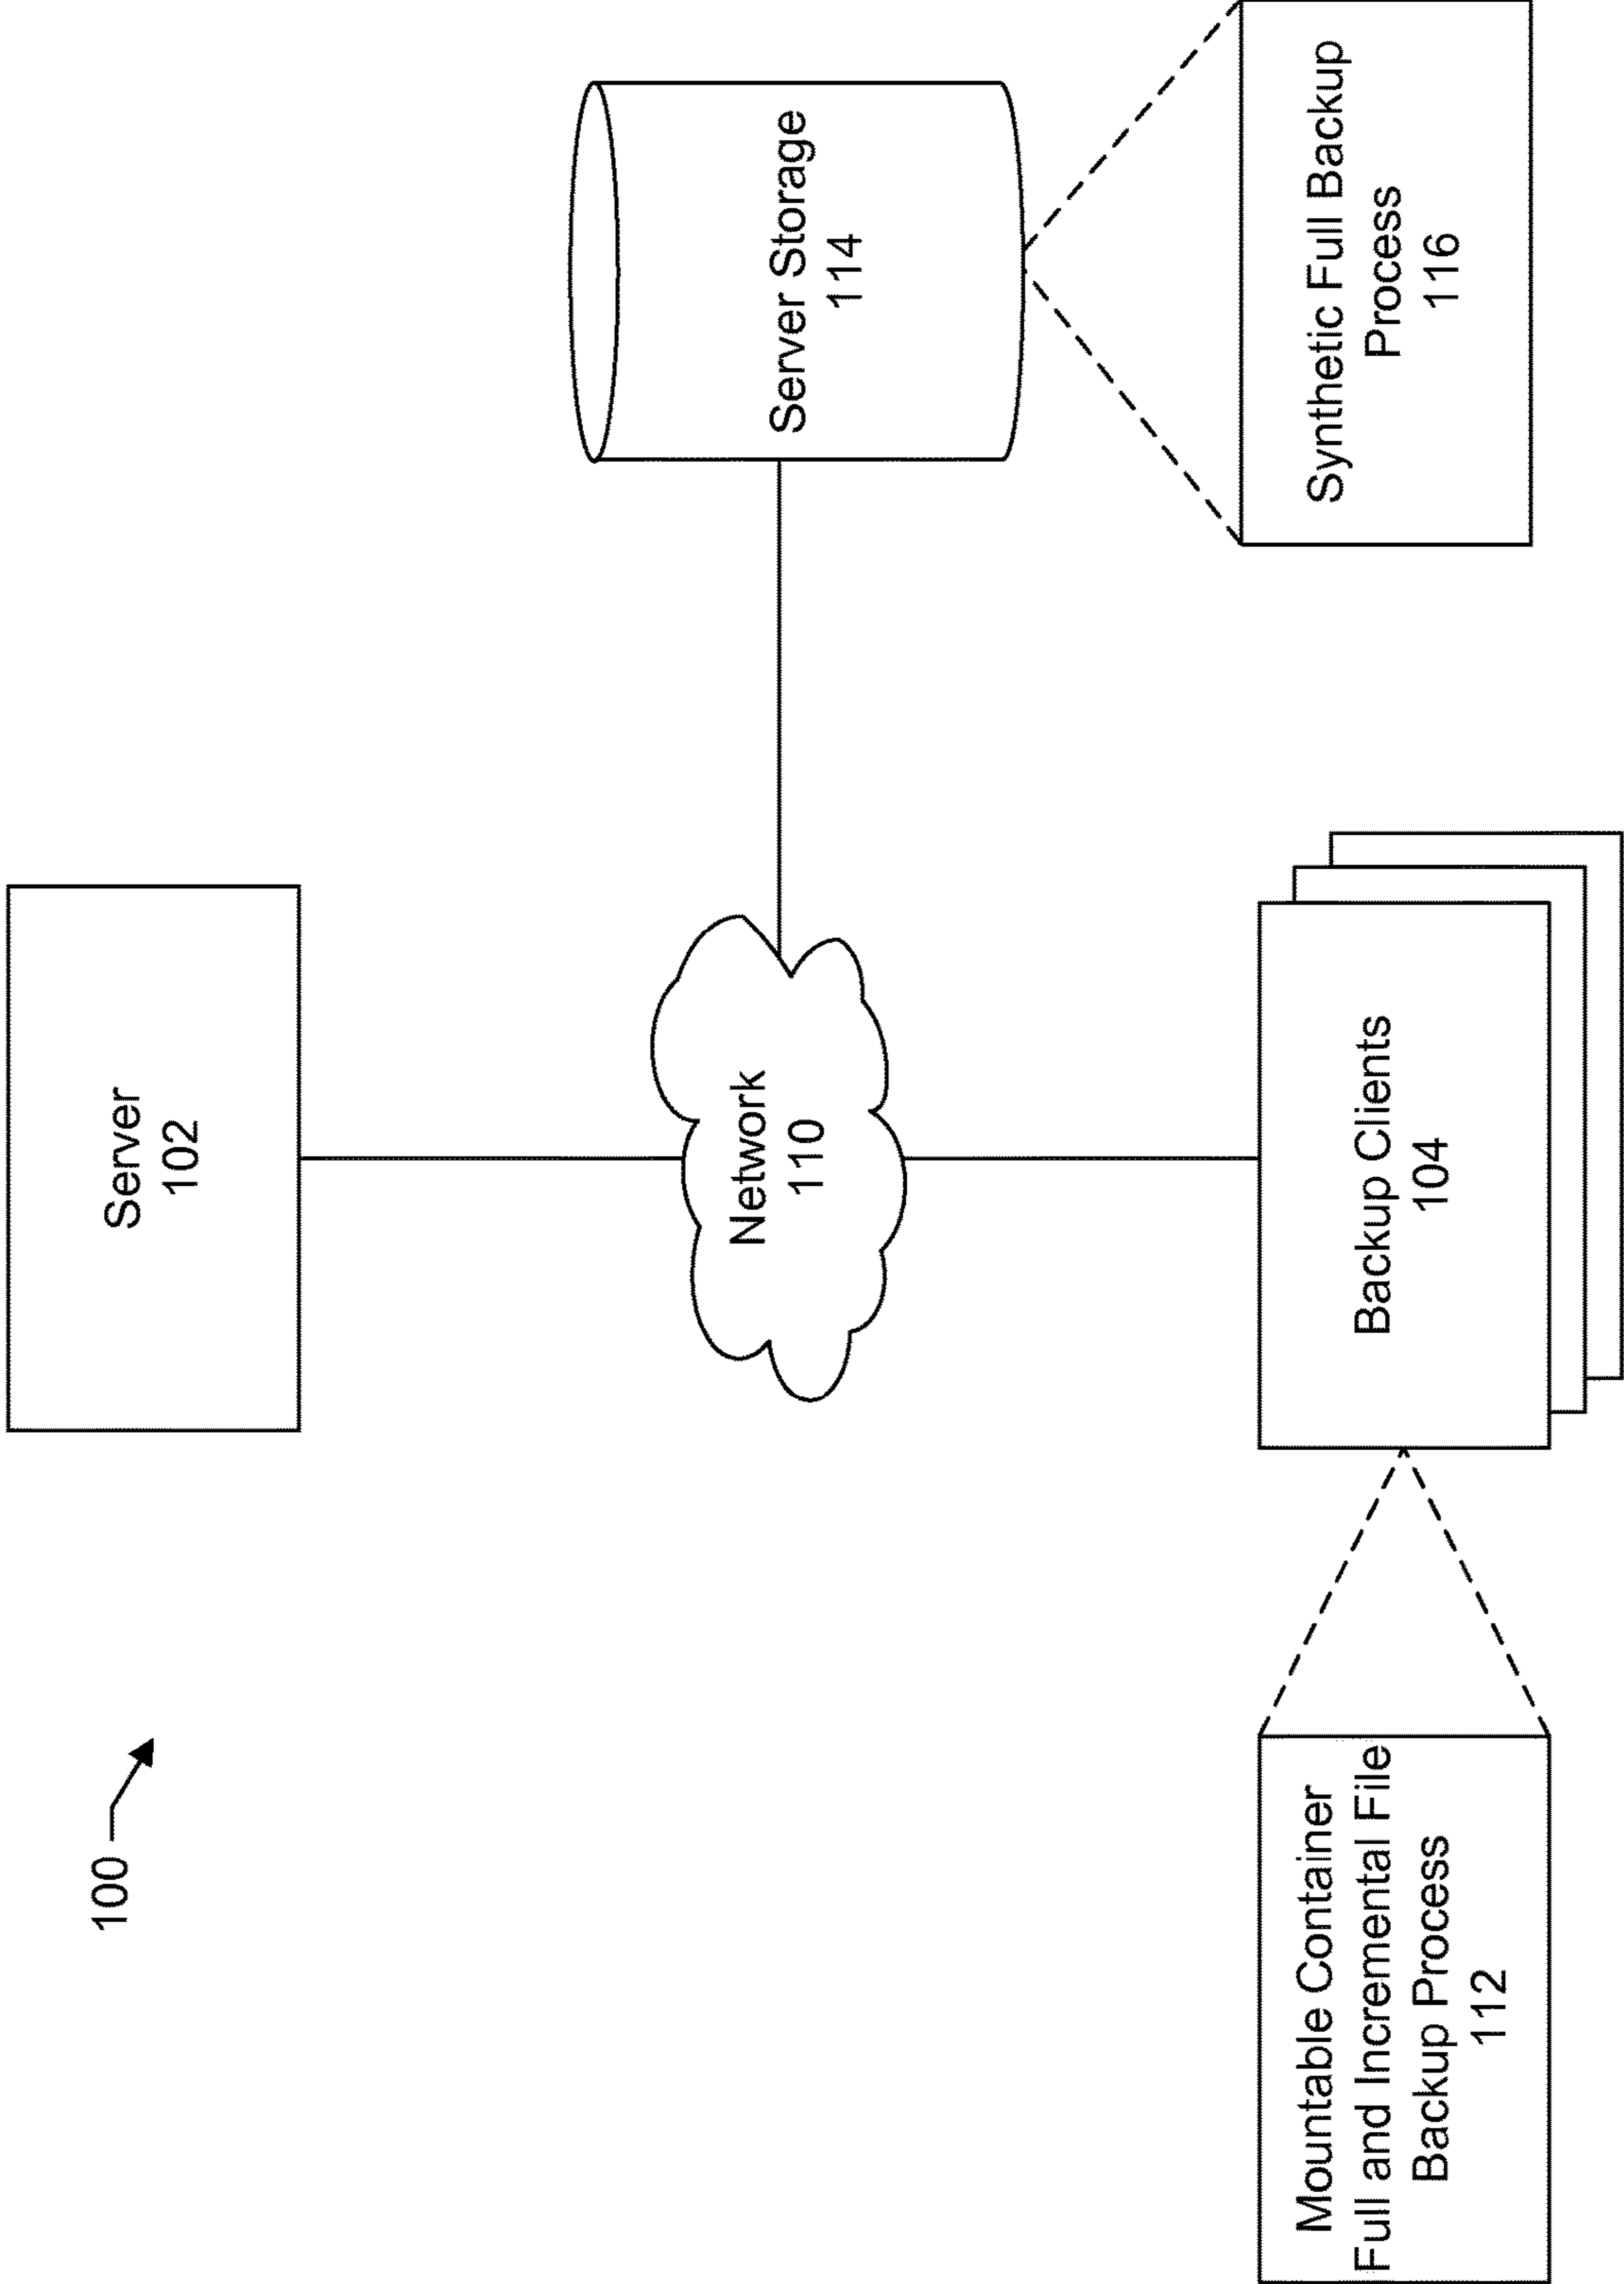 100
Server
102
Network
110
Server Storage
114
Mountable Container
Full and Incremental File
Backup Process
112
Backup Clients
104
Synthetic Full Backup
Process
116